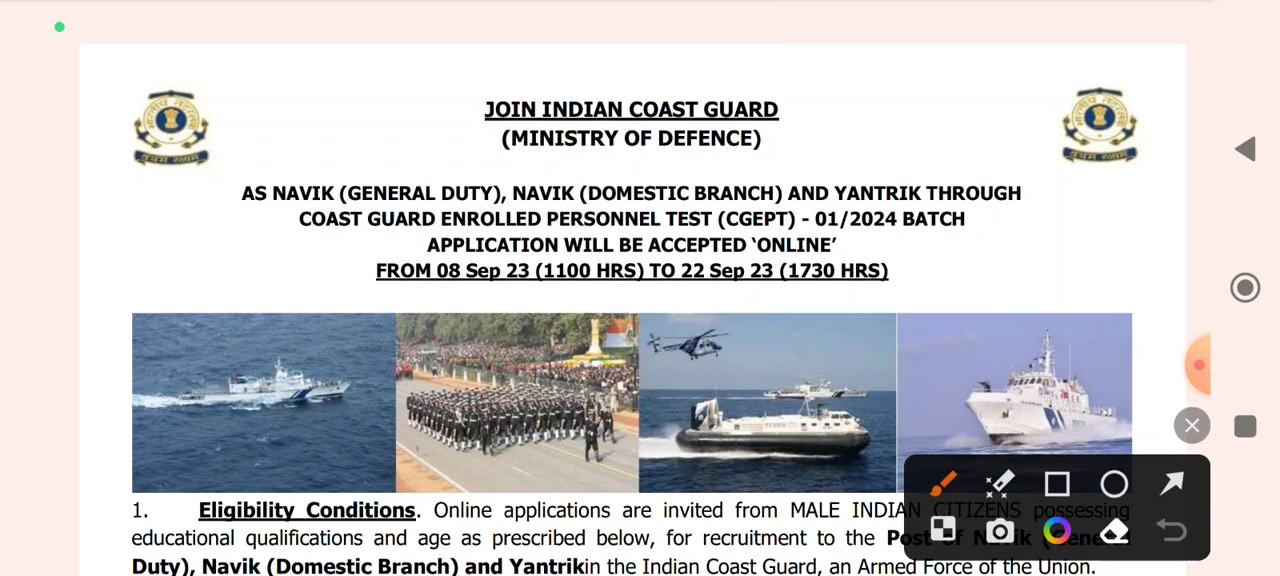 JOIN INDIAN COAST GUARD
(MINISTRY OF DEFENCE)
AS NAVIK (GENERAL DUTY), NAVIK (DOMESTIC BRANCH) AND YANTRIK THROUGH
COAST GUARD ENROLLED PERSONNEL TEST (CGEPT) - 01/2024 BATCH
APPLICATION WILL BE ACCEPTED ‘ONLINE’
FROM 08 Sep 23 (1100 HRS) TO 22 Sep 23 (1730 HRS)
1. Eligibility Conditions. Online applications are invited from MALE INDIAN CITIZENS possessing
educational qualifications and age as prescribed below, for recruitment to the Post of Navik (General
Duty), Navik (Domestic Branch) and Yantrikin the Indian Coast Guard, an Armed Force of the Union.